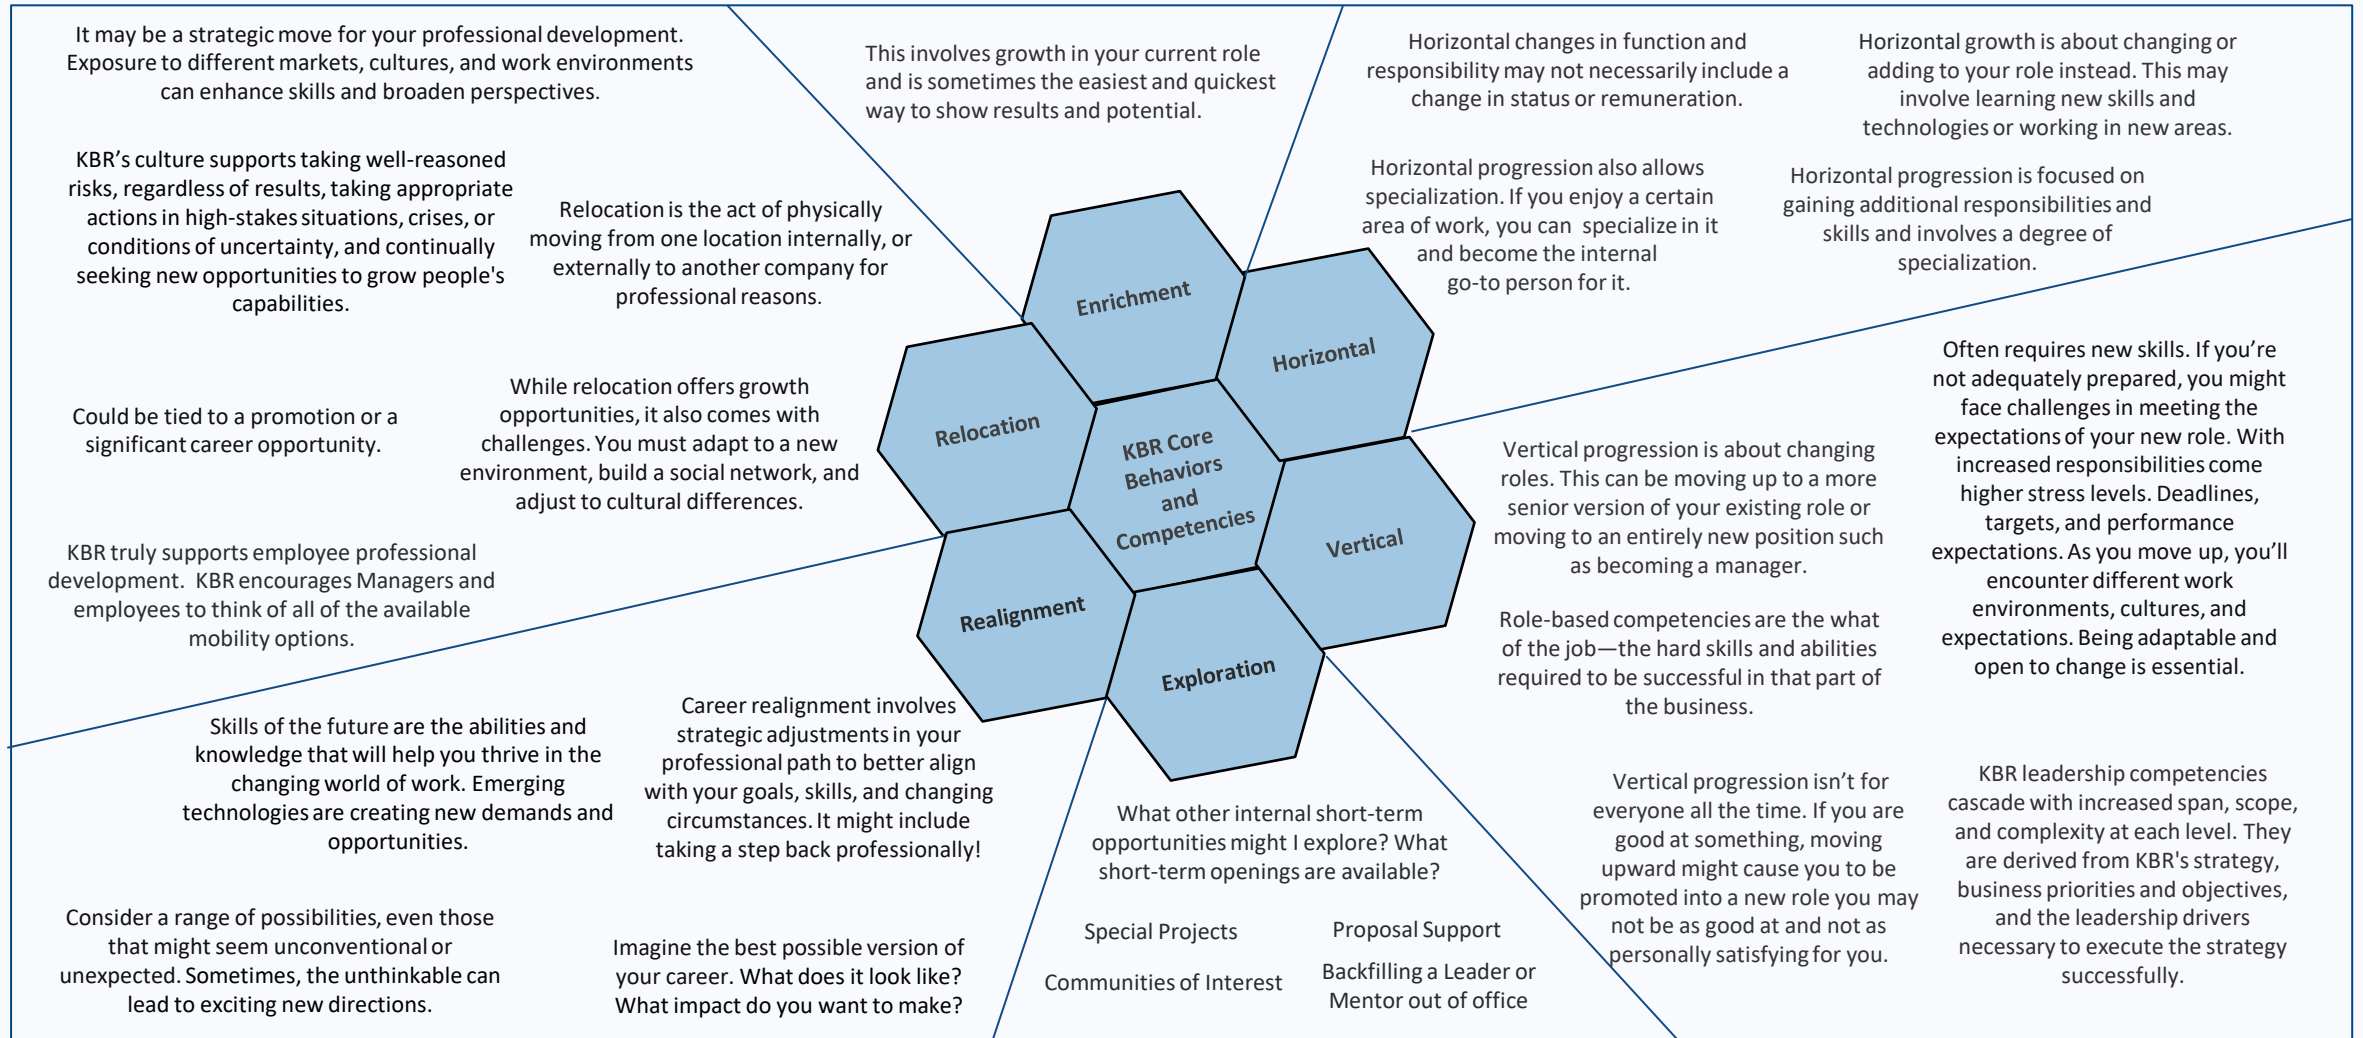 It may be a strategic move for your professional development.
Exposure to different markets, cultures, and work environments
can enhance skills and broaden perspectives.
KBR’s culture supports taking well-reasoned
risks, regardless of results, taking appropriate
actions in high-stakes situations, crises, or
conditions of uncertainty, and continually
seeking new opportunities to grow people's
capabilities.
Relocation is the act of physically
moving from one location internally, or
externally to another company for
professional reasons.
Could be tied to a promotion or a
significant career opportunity.
While relocation offers growth
opportunities, it also comes with
challenges. You must adapt to a new
environment, build a social network, and
adjust to cultural differences.
KBR truly supports employee professional
development.  KBR encourages Managers and
employees to think of all of the available
mobility options.
This involves growth in your current role
and is sometimes the easiest and quickest
way to show results and potential.
Horizontal changes in function and
responsibility may not necessarily include a
change in status or remuneration.
Horizontal growth is about changing or
adding to your role instead. This may
involve learning new skills and
technologies or working in new areas.
Horizontal progression also allows
specialization. If you enjoy a certain
area of work, you can  specialize in it
and become the internal
go-to person for it.
Horizontal progression is focused on
gaining additional responsibilities and
skills and involves a degree of
specialization.
Enrichment
Horizontal
Relocation
KBR Core
Behaviors
and
Competencies
Vertical
Realignment
Exploration
Vertical progression is about changing
roles. This can be moving up to a more
senior version of your existing role or
moving to an entirely new position such
as becoming a manager.
Role-based competencies are the what
of the job—the hard skills and abilities
required to be successful in that part of
the business.
Often requires new skills. If you’re
not adequately prepared, you might
face challenges in meeting the
expectations of your new role. With
increased responsibilities come
higher stress levels. Deadlines,
targets, and performance
expectations. As you move up, you’ll
encounter different work
environments, cultures, and
expectations. Being adaptable and
open to change is essential.
Vertical progression isn’t for
everyone all the time. If you are
good at something, moving
upward might cause you to be
promoted into a new role you may
not be as good at and not as
personally satisfying for you.
KBR leadership competencies
cascade with increased span, scope,
and complexity at each level. They
are derived from KBR's strategy,
business priorities and objectives,
and the leadership drivers
necessary to execute the strategy
successfully.
Skills of the future are the abilities and
knowledge that will help you thrive in the
changing world of work. Emerging
technologies are creating new demands and
opportunities.
Career realignment involves
strategic adjustments in your
professional path to better align
with your goals, skills, and changing
circumstances. It might include
taking a step back professionally!
Consider a range of possibilities, even those
that might seem unconventional or
unexpected. Sometimes, the unthinkable can
lead to exciting new directions.
Imagine the best possible version of
your career. What does it look like?
What impact do you want to make?
What other internal short-term
opportunities might I explore? What
short-term openings are available?
Special Projects
Proposal Support
Communities of Interest
Backfilling a Leader or
Mentor out of office